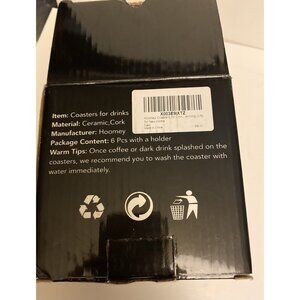 Item: Coasters for drinks
Material: Ceramic,Cork
Manufacturer: Hoomey
Package Content: 6 Pcs with a holder
Warm Tips: Once coffee or dark drink splashed on the
coasters, we recommend you to wash the coaster with
water immediately.